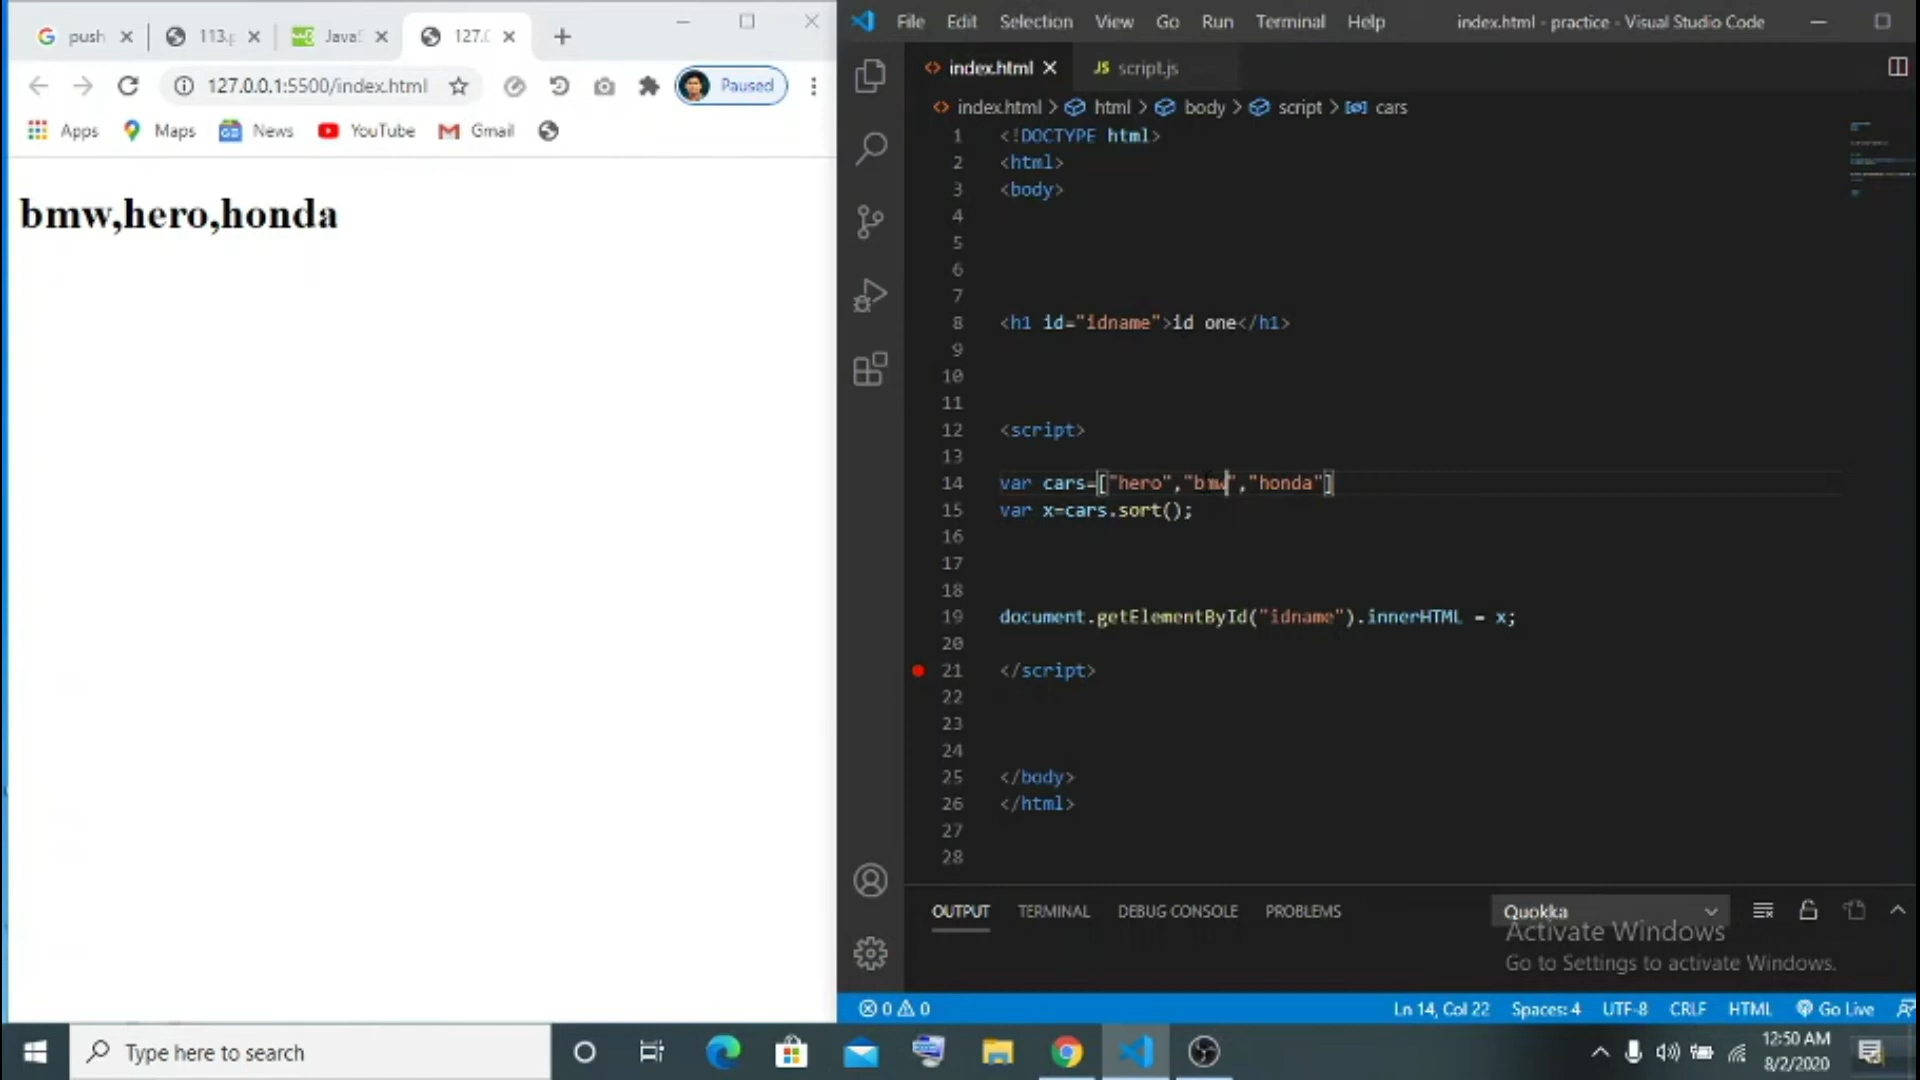 push
113.p
JavaS
127.0
127.0.0.1:5500/index.html
Paused
Apps
Maps
News
YouTube
Gmail
bmw,hero,honda
File Edit Selection View Go Run Terminal Help
index.html - practice - Visual Studio Code
index.html
JS script.js
index.html > html > body > script > cars
1 <!DOCTYPE html>
2 <html>
3 <body>
4
5
6
7
8 <h1 id="idname">id one</h1>
9
10
11
12 <script>
13
14 var cars=["hero","bmw","honda"]
15 var x=cars.sort();
16
17
18
19 document.getElementById("idname").innerHTML = x;
20
21 </script>
22
23
24
25 </body>
26 </html>
27
28
OUTPUT TERMINAL DEBUG CONSOLE PROBLEMS
Quokka
Activate Windows
Go to Settings to activate Windows.
0 0
Ln 14, Col 22 Spaces: 4 UTF-8 CRLF HTML Go Live
Type here to search
12:50 AM
8/2/2020